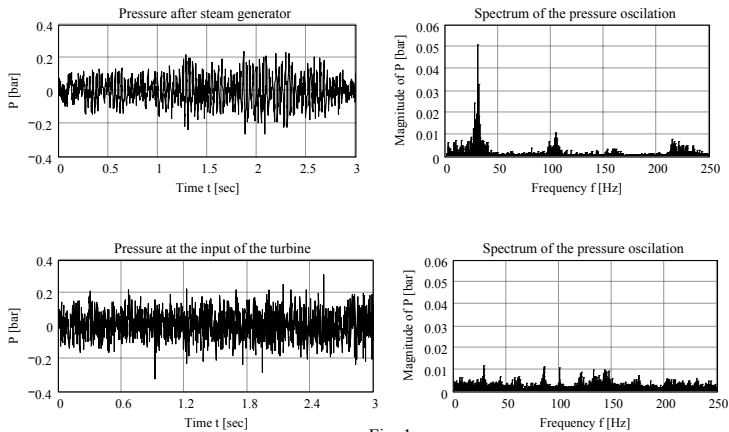 Pressure after steam generator
0.4
0.2
0
−0.2
−0.4
P [bar]
0 0.5 1 1.5 2 2.5 3
Time t [sec]
Spectrum of the pressure oscilation
0.06
0.05
0.04
0.03
0.02
0.01
0
Magnitude of P [bar]
0 50 100 150 200 250
Frequency f [Hz]
Pressure at the input of the turbine
0.4
0.2
0
−0.2
−0.4
P [bar]
0 0.6 1.2 1.8 2.4 3
Time t [sec]
Spectrum of the pressure oscilation
0.06
0.05
0.04
0.03
0.02
0.01
0
Magnitude of P [bar]
0 50 100 150 200 250
Frequency f [Hz]